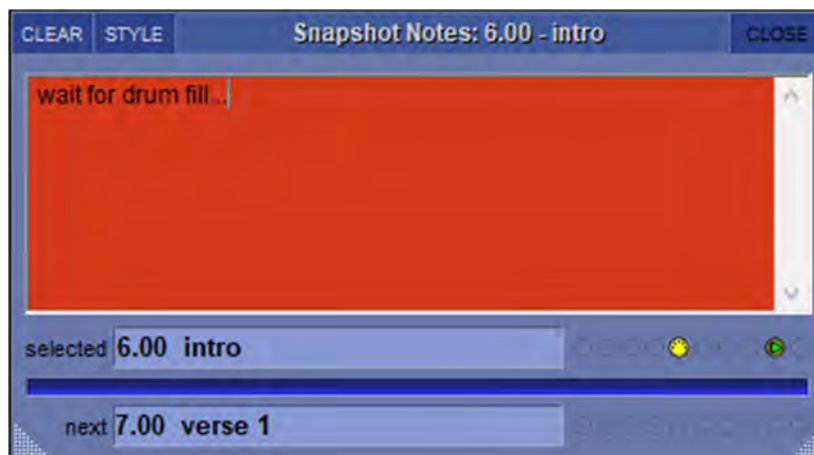 CLEAR STYLE Snapshot Notes: 6.00 - intro CLOSE
wait for drum fill...
selected 6.00 intro
next 7.00 verse 1